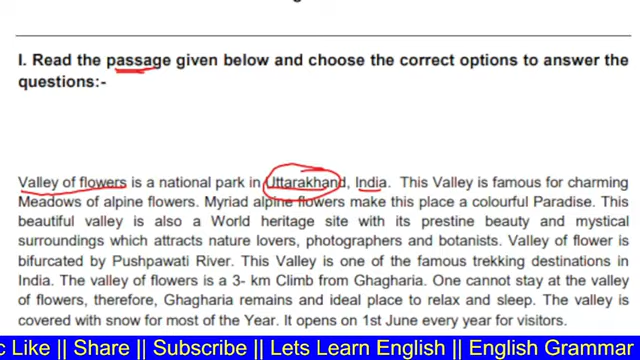 I. Read the passage given below and choose the correct options to answer the
questions:-
Valley of flowers is a national park in Uttarakhand, India. This Valley is famous for charming
Meadows of alpine flowers. Myriad alpine flowers make this place a colourful Paradise. This
beautiful valley is also a World heritage site with its prestine beauty and mystical
surroundings which attracts nature lovers, photographers and botanists. Valley of flower is
bifurcated by Pushpawati River. This Valley is one of the famous trekking destinations in
India. The valley of flowers is a 3- km Climb from Ghagharia. One cannot stay at the valley
of flowers, therefore, Ghagharia remains and ideal place to relax and sleep. The valley is
covered with snow for most of the Year. It opens on 1st June every year for visitors.
c Like || Share || Subscribe || Lets Learn English || English Grammar